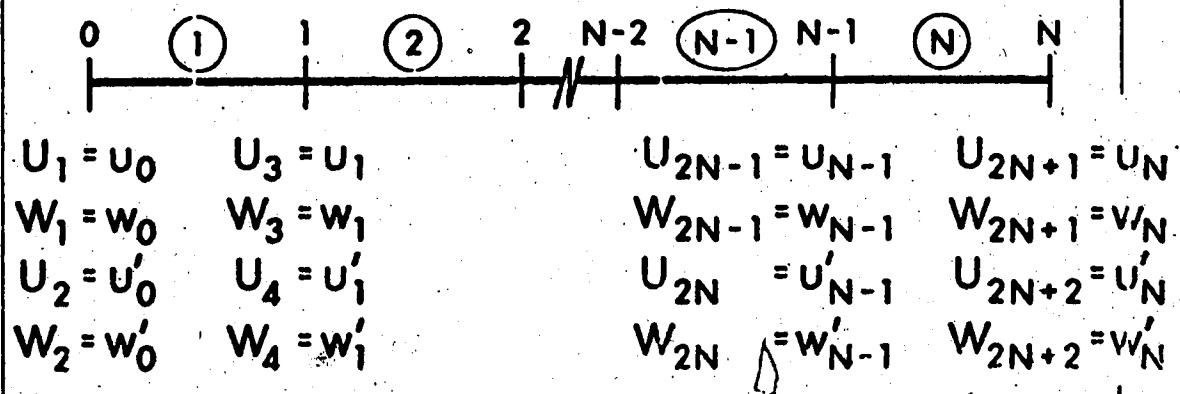 0 (1) 1 (2) 2 N-2 (N-1) N-1 (N) N
U₁ = u₀ U₃ = u₁ U₂N₋₁ = uN₋₁ U₂N₊₁ = uN
W₁ = w₀ W₃ = w₁ W₂N₋₁ = wN₋₁ W₂N₊₁ = wN
U₂ = u′₀ U₄ = u′₁ U₂N = u′N₋₁ U₂N₊₂ = u′N
W₂ = w′₀ W₄ = w′₁ W₂N = w′N₋₁ W₂N₊₂ = w′N